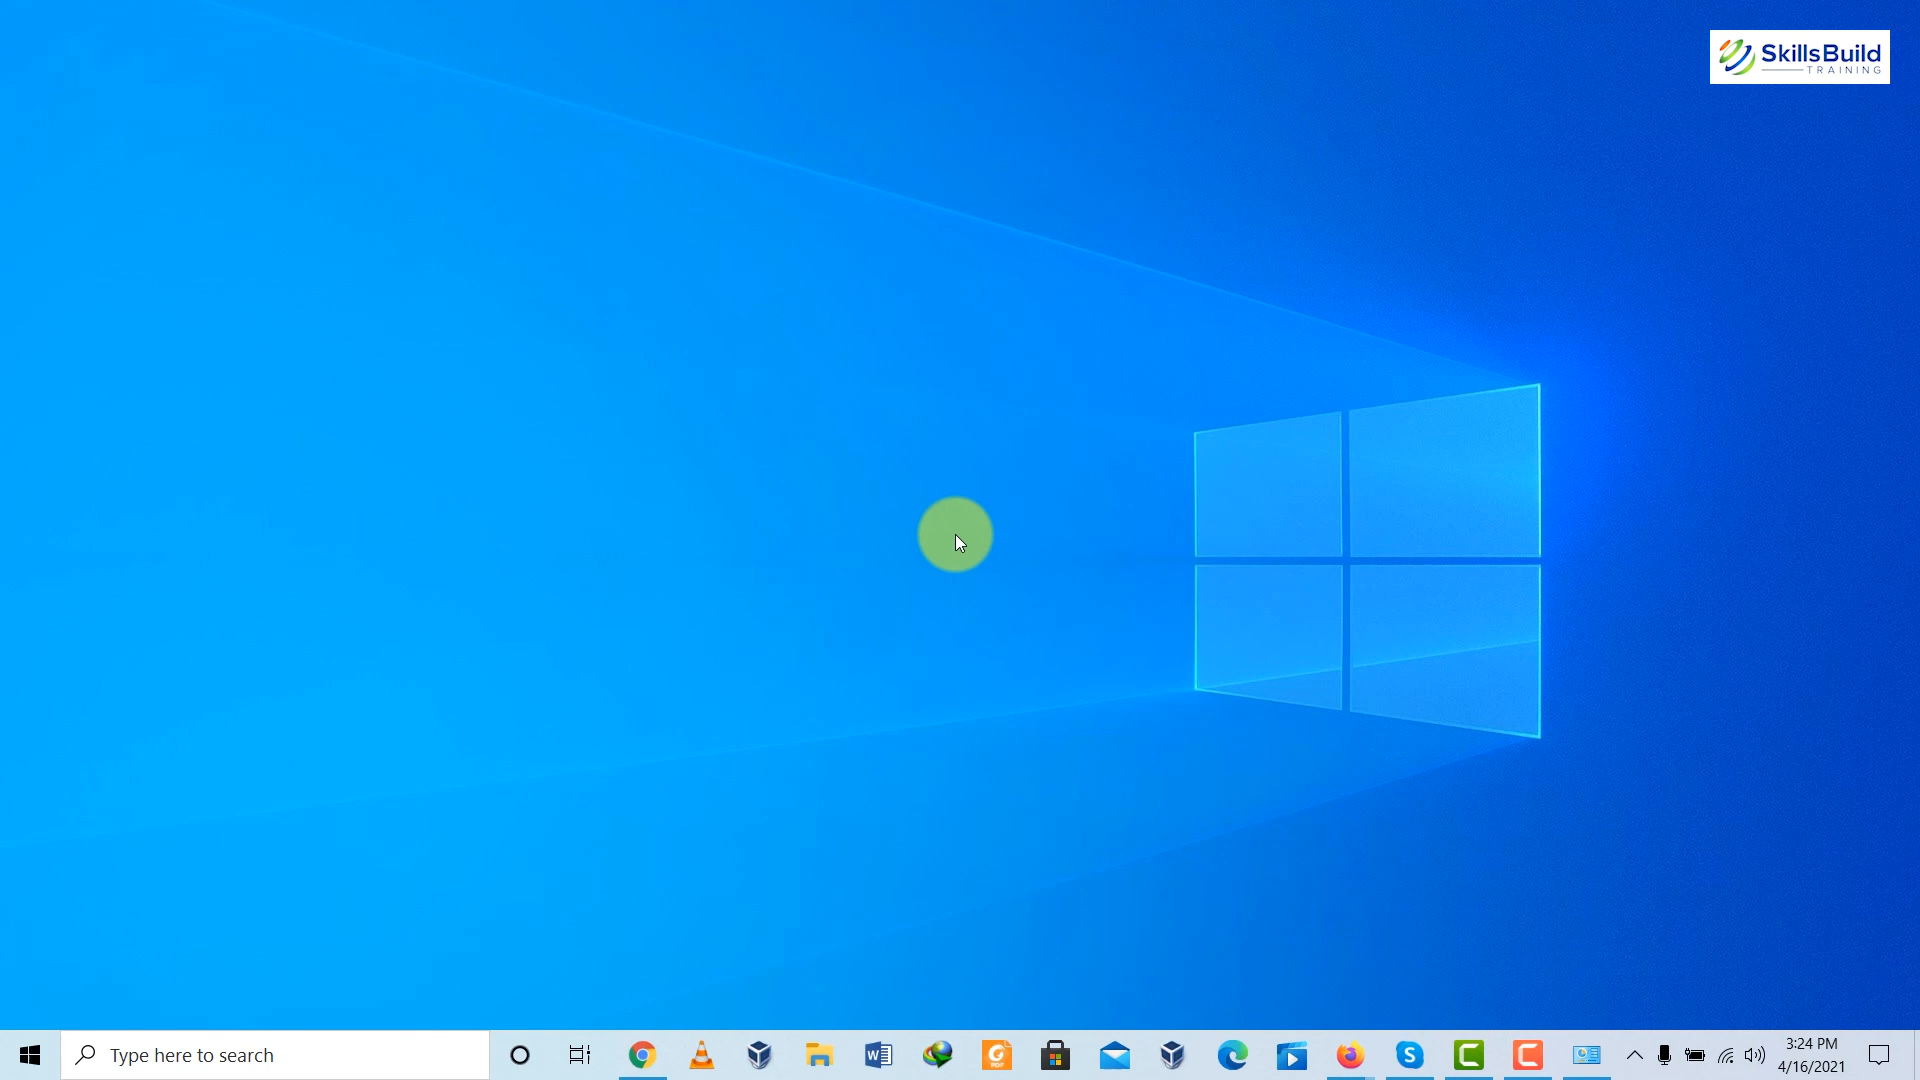 SkillsBuild
TRAINING
Type here to search
3:24 PM
4/16/2021